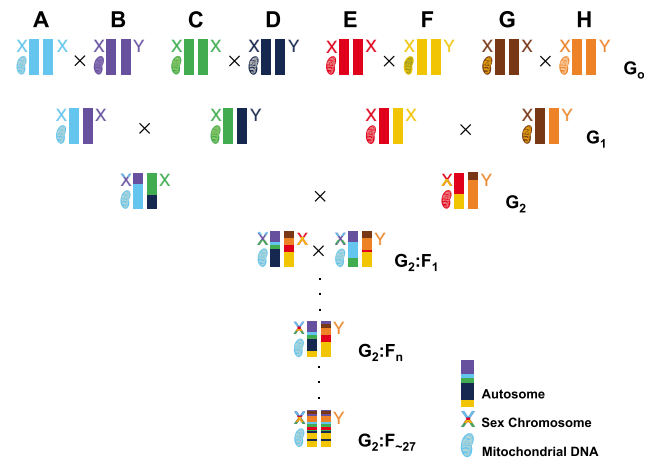 A B C D E F G H
X X × X Y X X × X Y X X × X Y X X × X Y G₀
X X × X Y X X × X Y G₁
X X × X Y G₂
X X × X Y G₂:F₁
X Y G₂:Fₙ
X Y G₂:F~27
Autosome
Sex Chromosome
Mitochondrial DNA